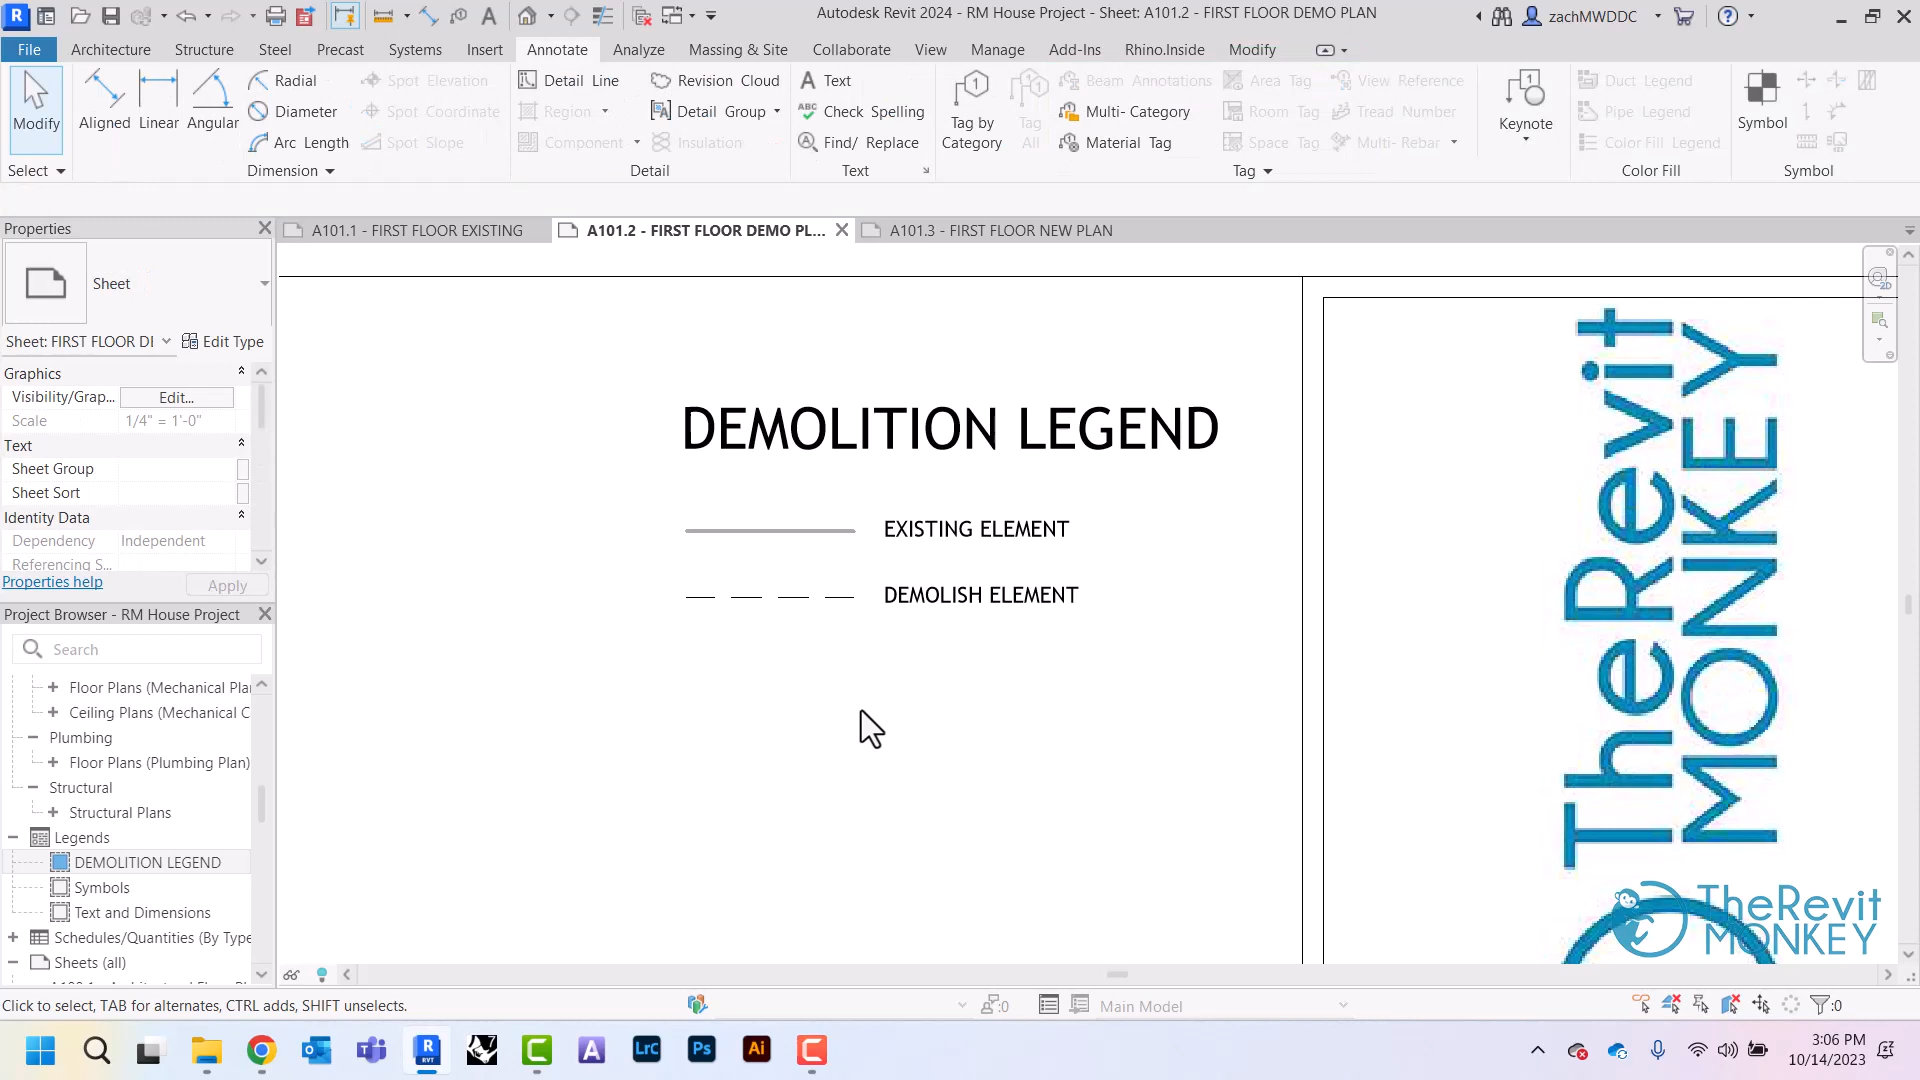 Autodesk Revit 2024 - RM House Project - Sheet: A101.2 - FIRST FLOOR DEMO PLAN
zachMWDDC
File Architecture Structure Steel Precast Systems Insert Annotate Analyze Massing & Site Collaborate View Manage Add-Ins Rhino.Inside Modify
Modify
Select
Aligned Linear Angular
Radial
Diameter
Arc Length
Spot Elevation
Spot Coordinate
Spot Slope
Dimension
Detail Line
Region
Component
Revision Cloud
Detail Group
Insulation
Detail
A Text
ABC Check Spelling
Find/ Replace
Text
Tag by
Category
Tag
All
Beam Annotations
Multi- Category
Material Tag
Area Tag
Room Tag
Space Tag
View Reference
Tread Number
Multi- Rebar
Tag
Keynote
Duct Legend
Pipe Legend
Color Fill Legend
Color Fill
Symbol
Symbol
Properties
Sheet
Sheet: FIRST FLOOR DI
Edit Type
Graphics
Visibility/Grap... Edit...
Scale 1/4" = 1'-0"
Text
Sheet Group
Sheet Sort
Identity Data
Dependency Independent
Referencing S...
Properties help Apply
Project Browser - RM House Project
Search
Floor Plans (Mechanical Pla
Ceiling Plans (Mechanical C
Plumbing
Floor Plans (Plumbing Plan)
Structural
Structural Plans
Legends
DEMOLITION LEGEND
Symbols
Text and Dimensions
Schedules/Quantities (By Type
Sheets (all)
A101.1 - FIRST FLOOR EXISTING
A101.2 - FIRST FLOOR DEMO PL...
A101.3 - FIRST FLOOR NEW PLAN
2D
DEMOLITION LEGEND
EXISTING ELEMENT
DEMOLISH ELEMENT
TheRevit
MONKEY
TheRevit
MONKEY
Click to select, TAB for alternates, CTRL adds, SHIFT unselects.
:0
Main Model
:0
R
RVT
A
LrC
Ps
Ai
3:06 PM
10/14/2023